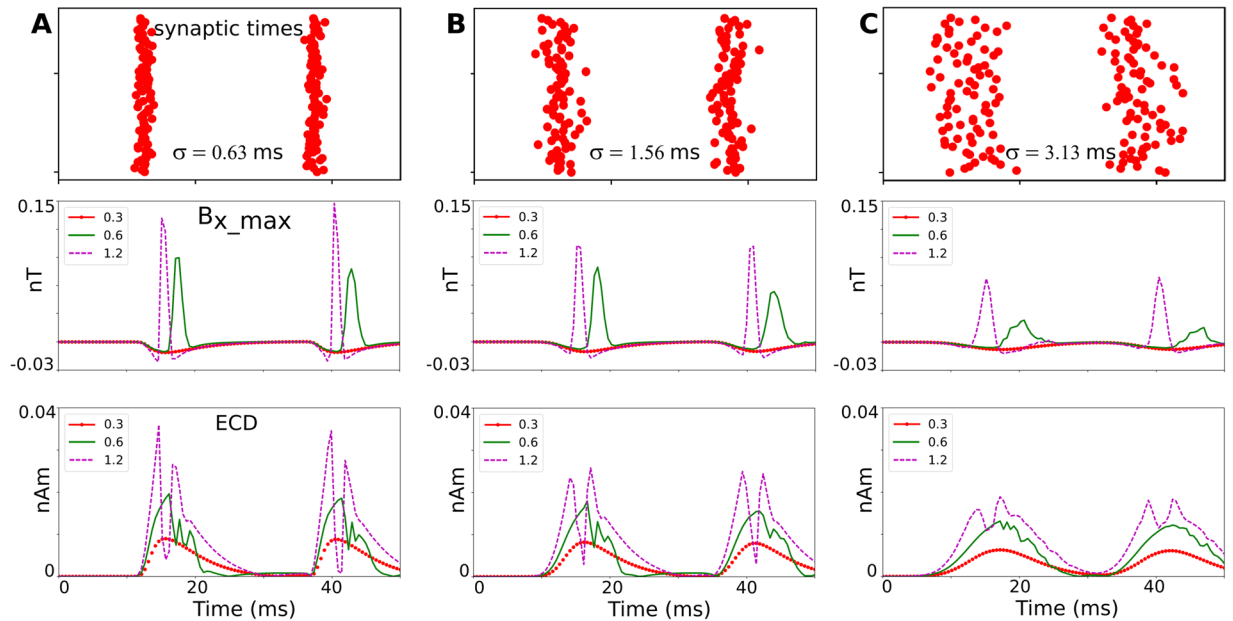 A
synaptic times
σ = 0.63 ms
B
σ = 1.56 ms
C
σ = 3.13 ms
0.15
nT
-0.03
0.3
0.6
1.2
Bx_max
0.15
nT
-0.03
0.3
0.6
1.2
0.15
nT
-0.03
0.3
0.6
1.2
0.04
nAm
0
0.3
0.6
1.2
ECD
0 20 40
Time (ms)
0.04
nAm
0
0.3
0.6
1.2
0 20 40
Time (ms)
0.04
nAm
0
0.3
0.6
1.2
0 20 40
Time (ms)